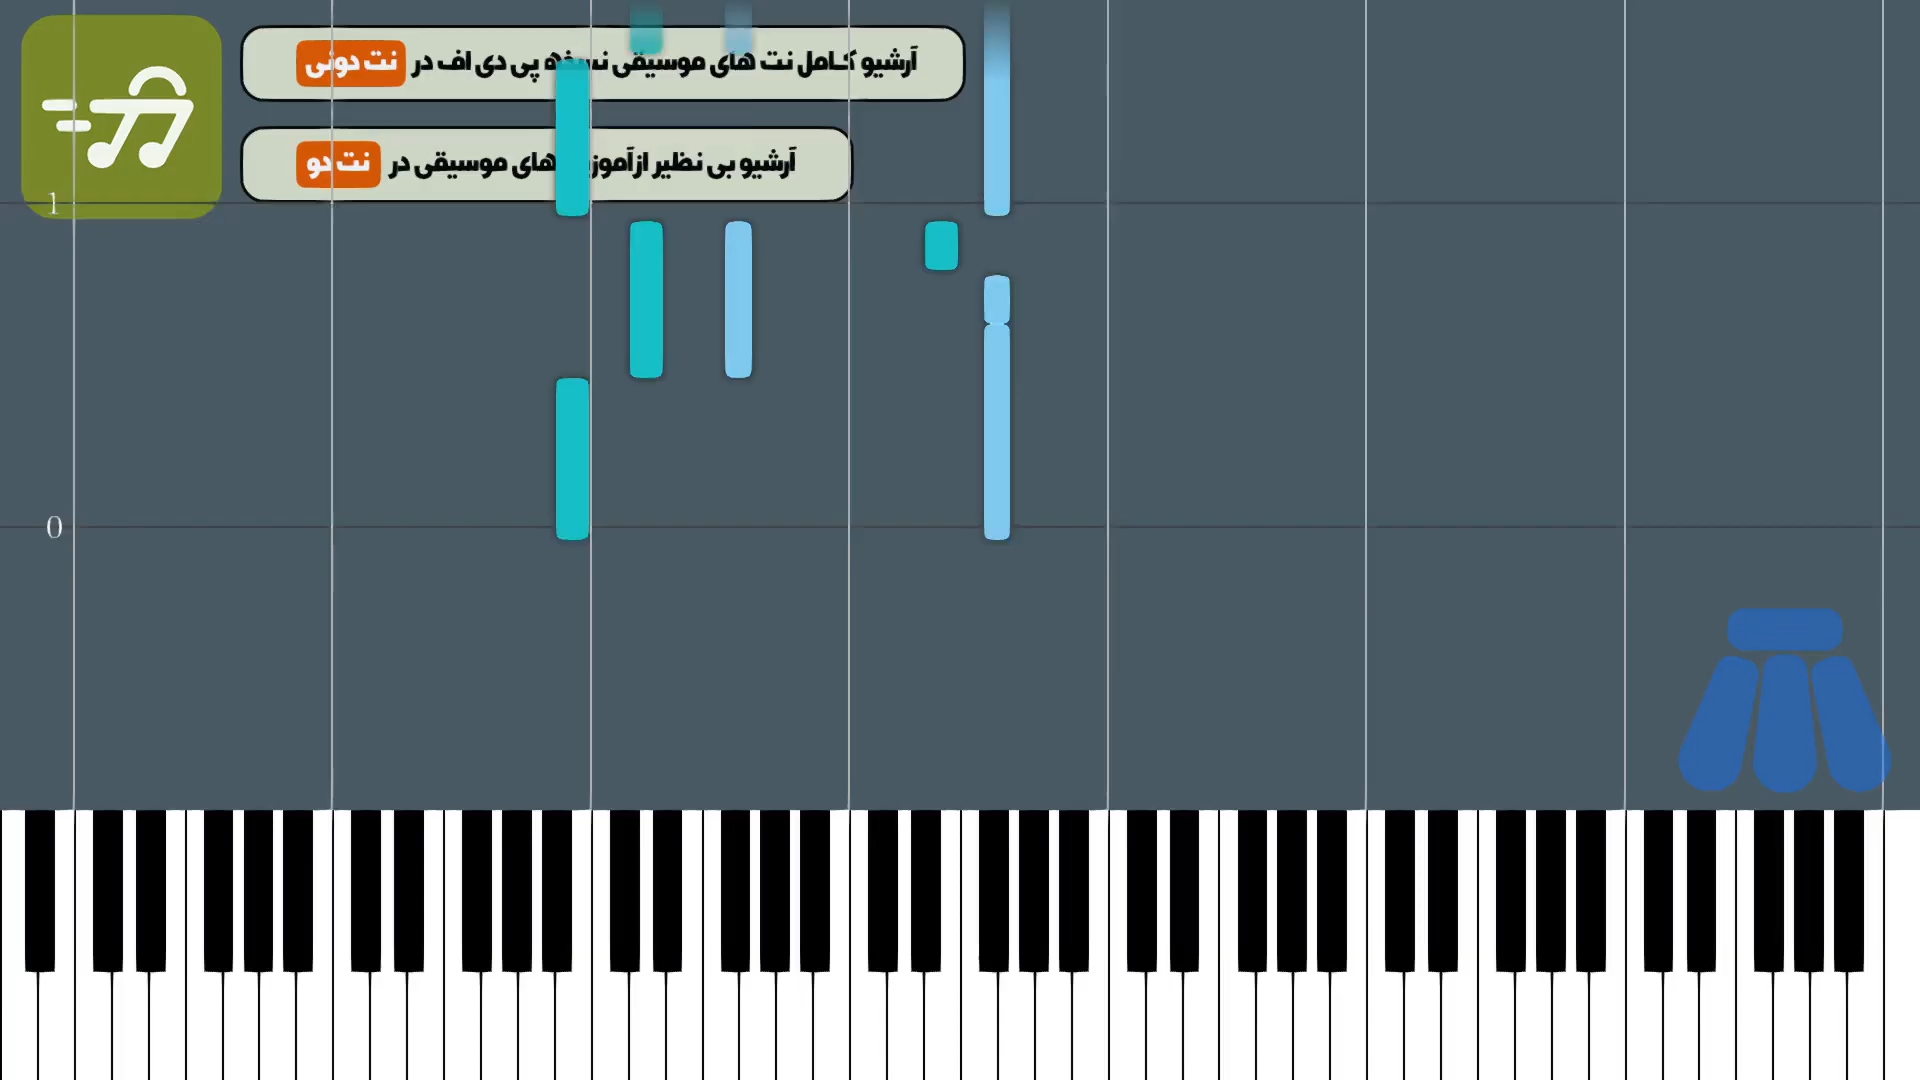 آرشیو کامل نت های موسیقی نسخه پی دی اف در نت دونی
آرشیو بی نظیر از آموزش های موسیقی در نت دو
1
0